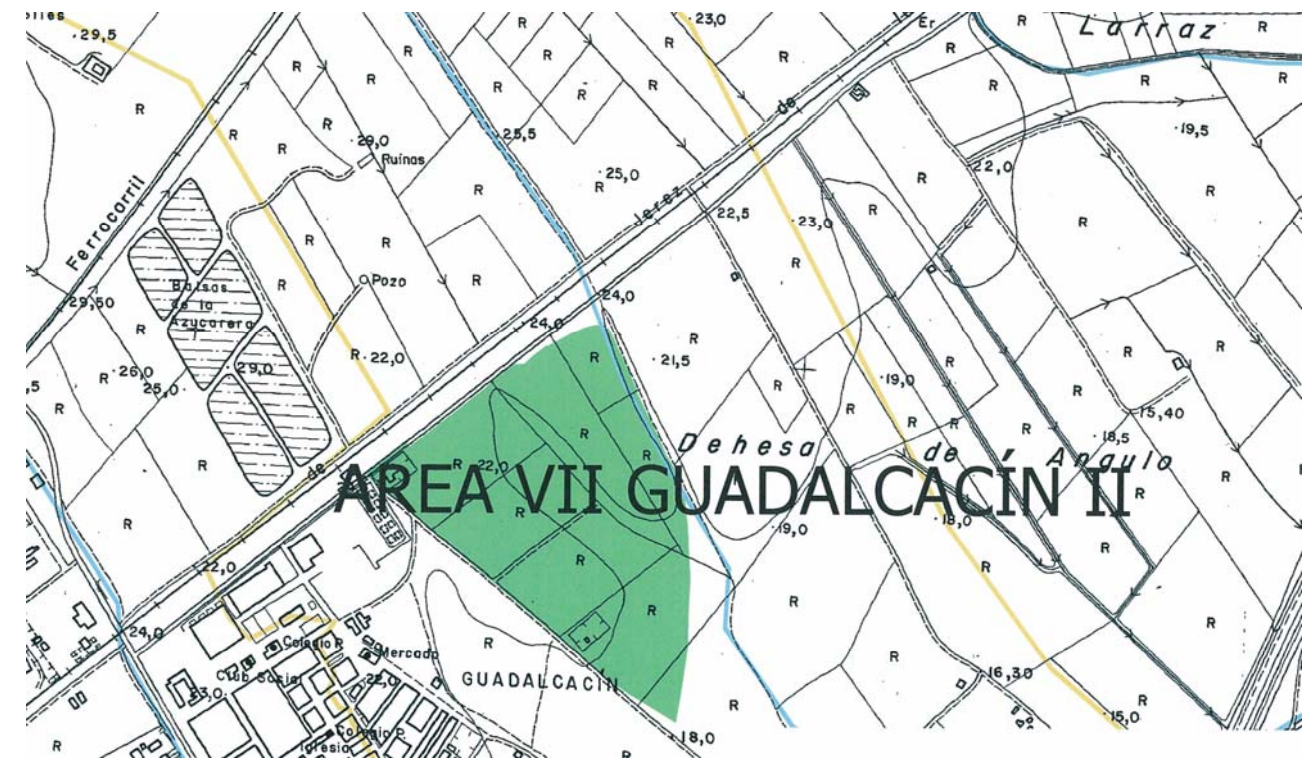 29,5
23,0
Er
R
Larraz
R
R
R
R
R
R
R
R
R
R
R
de
R
R
R
25,5
19,5
29,0
Ruinas
25,0
R
22,0
R
R
Jerez
22,5
R
23,0
R
Ferrocarril
R
R
Pozo
R
R
29,50
Balsas
de la
Azucarera
24,0
24,0
R
R
22,0
R
21,5
R
R
R
R
R
26,0
25,0
29,0
R
19,0
R
15,40
R
R
R
R
Dehesa
de
Angulo
18,5
R
R
22,0
R
de
AREA VII GUADALCACÍN II
R
R
19,0
18,0
R
R
22,0
R
R
24,0
R
R
R
Colegio P.
Mercado
Club Social
22,0
GUADALCACÍN
R
R
16,30
R
R
15,0
Colegio P.
Iglesia
18,0
R
R